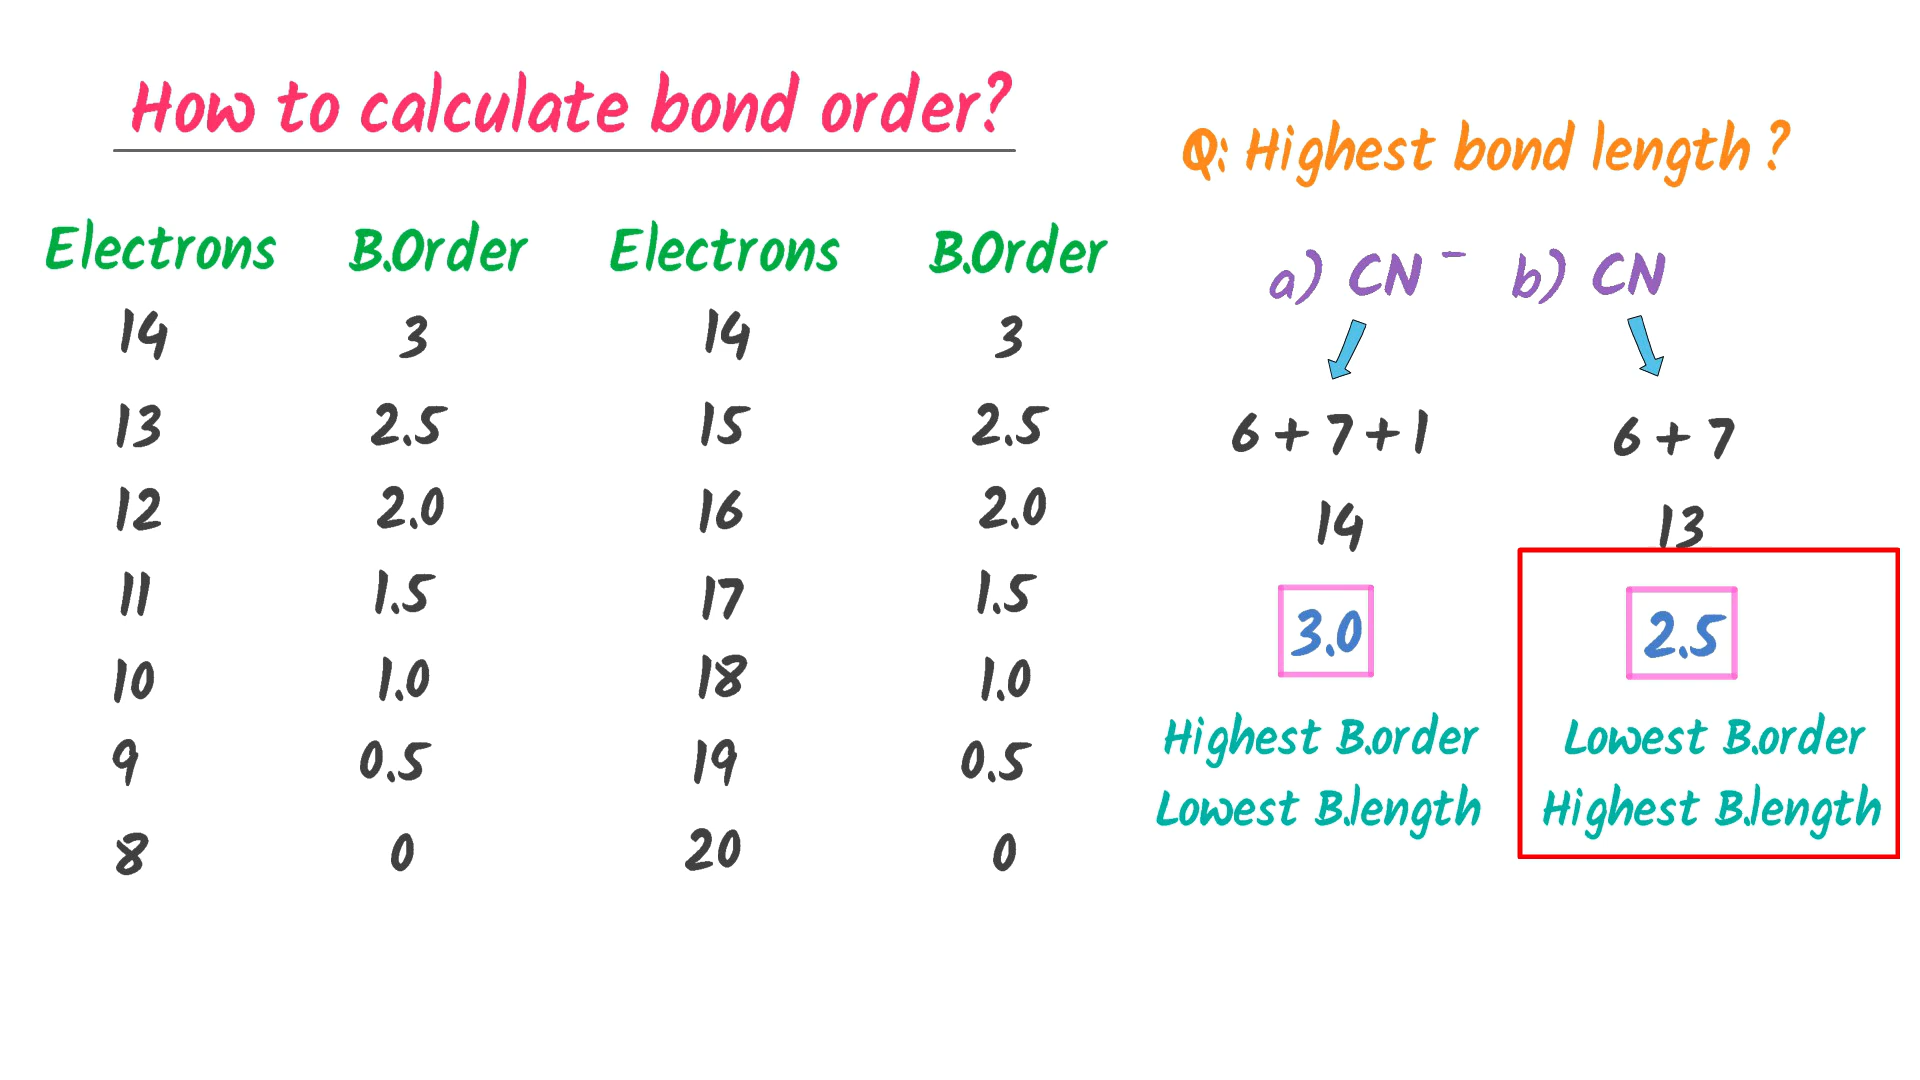 How to calculate bond order?
Electrons B.Order Electrons B.Order
14 3 14 3
13 2.5 15 2.5
12 2.0 16 2.0
11 1.5 17 1.5
10 1.0 18 1.0
9 0.5 19 0.5
8 0 20 0
Q: Highest bond length?
a) CN⁻ b) CN
6+7+1 6+7
14 13
3.0 2.5
Highest B.order Lowest B.order
Lowest B.length Highest B.length